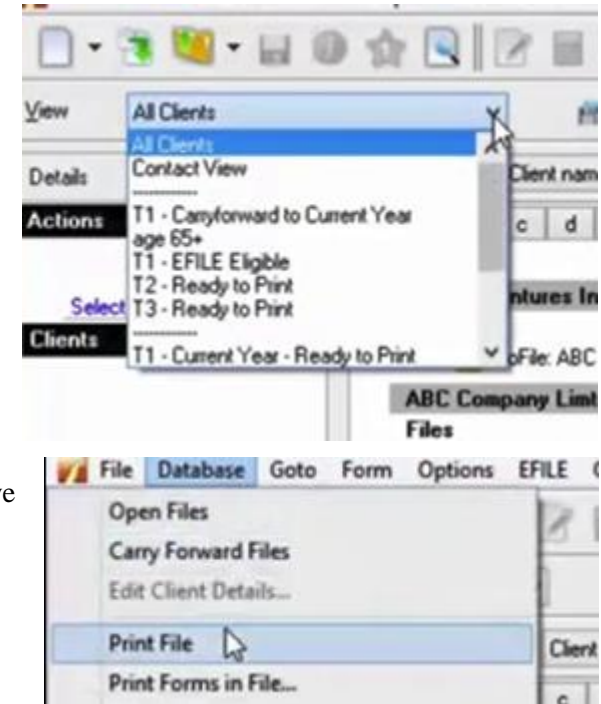 View
All Clients
All Clients
Details
Contact View
Client nam
------------
Actions
T1 - Carryforward to Current Year
c d
age 65+
T1 - EFILE Eligible
T2 - Ready to Print
ntures In
Select
T3 - Ready to Print
------------
Clients
T1 - Current Year - Ready to Print
oFile: ABC
ABC Company Limt
Files
File Database Goto Form Options EFILE
Open Files
Carry Forward Files
Edit Client Details...
Print File
Client
Print Forms in File...
c